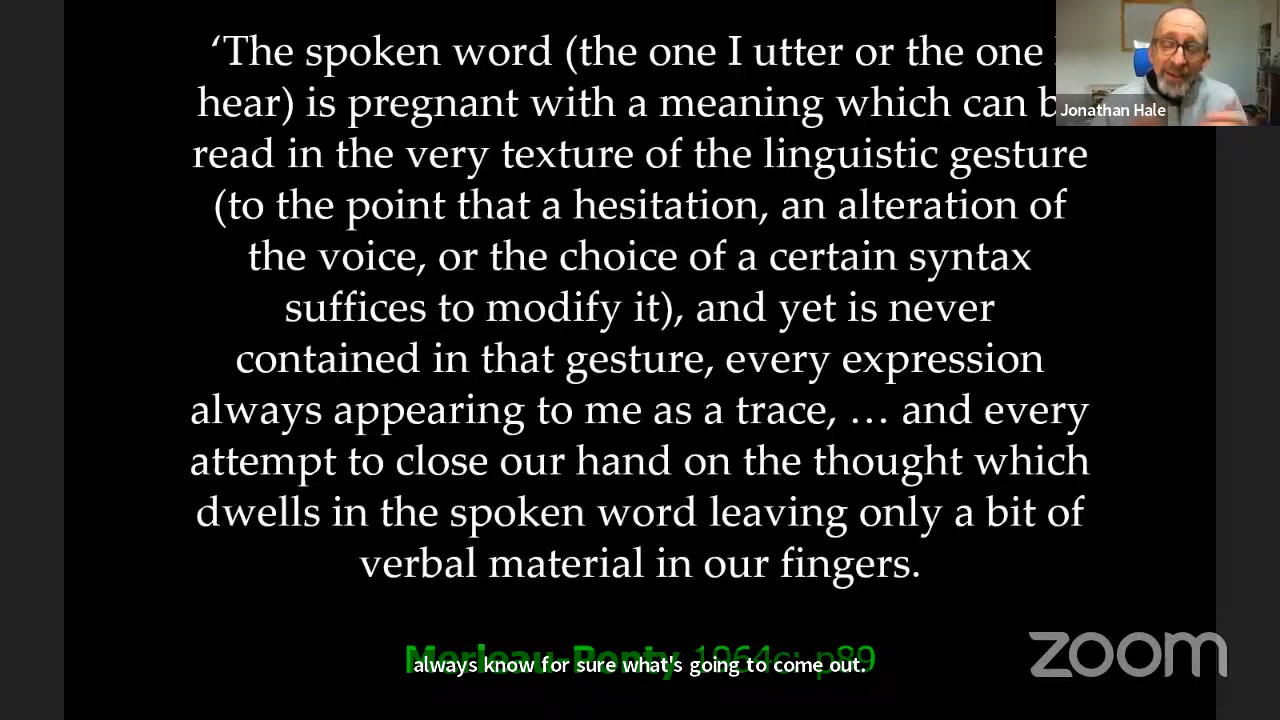 ‘The spoken word (the one I utter or the one I
hear) is pregnant with a meaning which can b
read in the very texture of the linguistic gesture
(to the point that a hesitation, an alteration of
the voice, or the choice of a certain syntax
suffices to modify it), and yet is never
contained in that gesture, every expression
always appearing to me as a trace, … and every
attempt to close our hand on the thought which
dwells in the spoken word leaving only a bit of
verbal material in our fingers.
Merleau-Ponty 1964c: p89
always know for sure what's going to come out.
Jonathan Hale
zoom